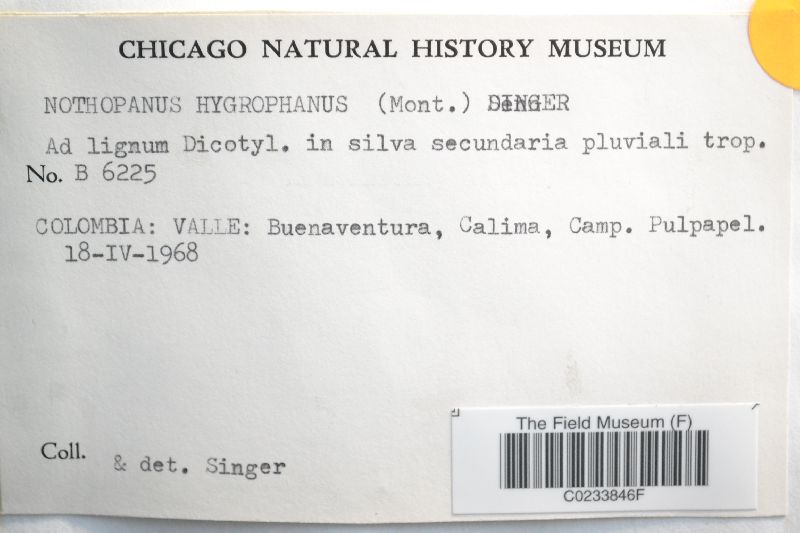 CHICAGO NATURAL HISTORY MUSEUM
NOTHOPANUS HYGROPHANUS (Mont.) SINGER
Ad lignum Dicotyl. in silva secundaria pluviali trop.
No. B 6225
COLOMBIA: VALLE: Buenaventura, Calima, Camp. Pulpapel.
18-IV-1968
Coll. & det. Singer
The Field Museum (F)
C0233846F